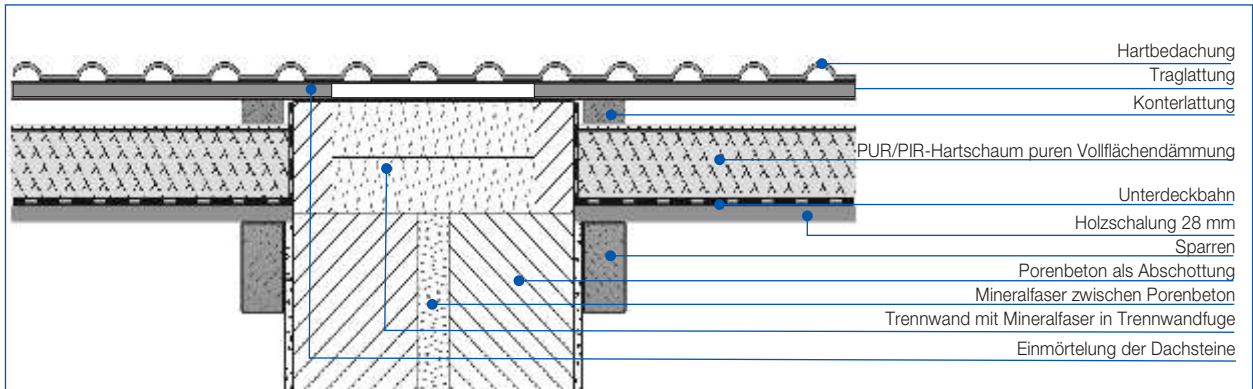 Hartbedachung
Traglattung
Konterlattung
PUR/PIR-Hartschaum puren Vollflächendämmung
Unterdeckbahn
Holzschalung 28 mm
Sparren
Porenbeton als Abschottung
Mineralfaser zwischen Porenbeton
Trennwand mit Mineralfaser in Trennwandfuge
Einmörtelung der Dachsteine